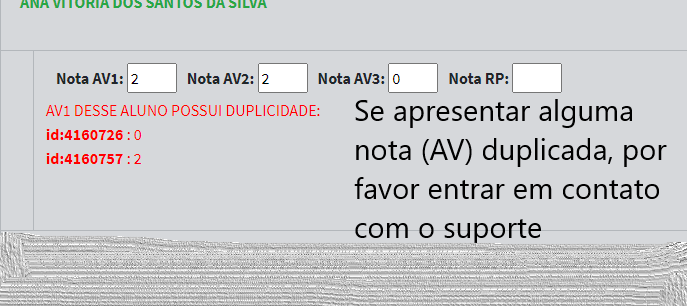 ANA VITORIA DOS SANTOS DA SILVA
Nota AV1: 2 Nota AV2: 2 Nota AV3: 0 Nota RP:
AV1 DESSE ALUNO POSSUI DUPLICIDADE:
id:4160726 : 0
id:4160757 : 2
Se apresentar alguma
nota (AV) duplicada, por
favor entrar em contato
com o suporte